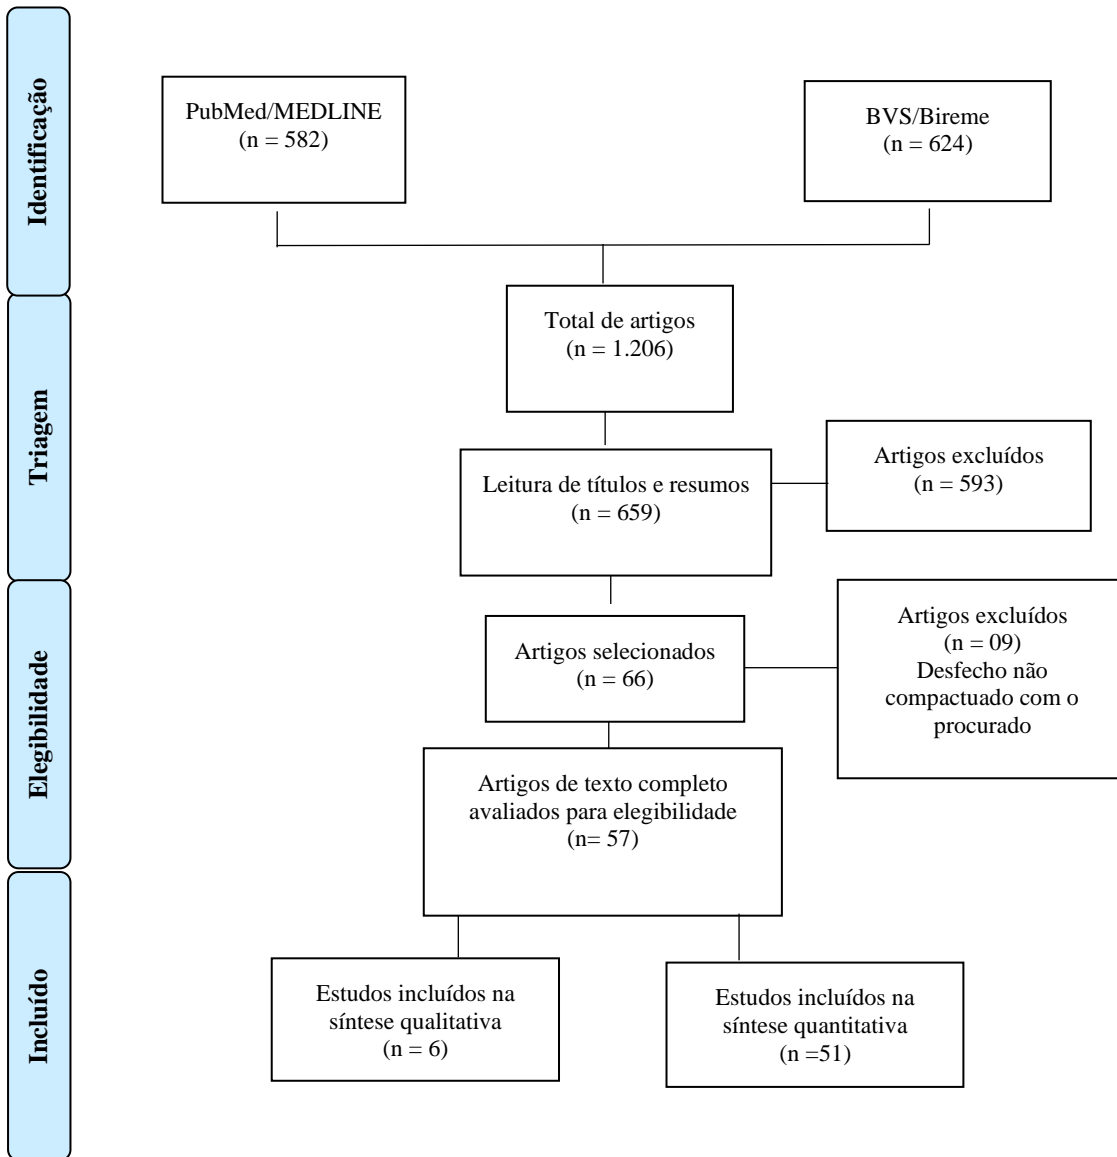 Identificação
PubMed/MEDLINE
(n = 582)
BVS/Bireme
(n = 624)
Total de artigos
(n = 1.206)
Triagem
Leitura de títulos e resumos
(n = 659)
Artigos excluídos
(n = 593)
Elegibilidade
Artigos selecionados
(n = 66)
Artigos excluídos
(n = 09)
Desfecho não
compactuado com o
procurado
Artigos de texto completo
avaliados para elegibilidade
(n= 57)
Incluído
Estudos incluídos na
síntese qualitativa
(n = 6)
Estudos incluídos na
síntese quantitativa
(n =51)